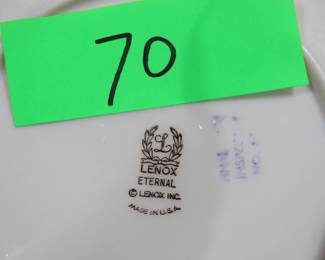 70
L
LENOX
ETERNAL
© LENOX INC.
MADE IN U.S.A.